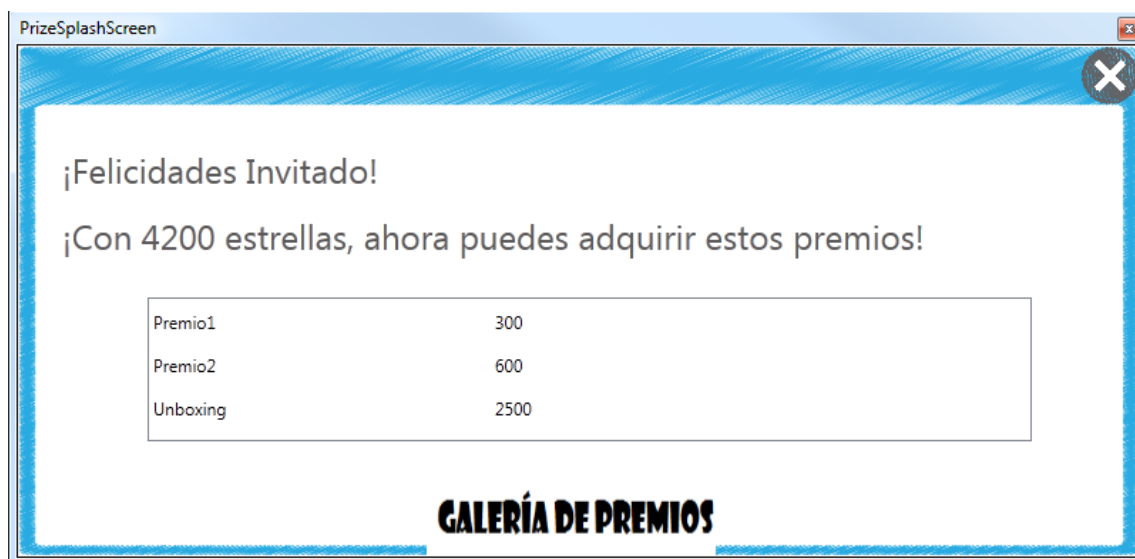 PrizeSplashScreen
¡Felicidades Invitado!
¡Con 4200 estrellas, ahora puedes adquirir estos premios!
Premio1 300
Premio2 600
Unboxing 2500
GALERÍA DE PREMIOS